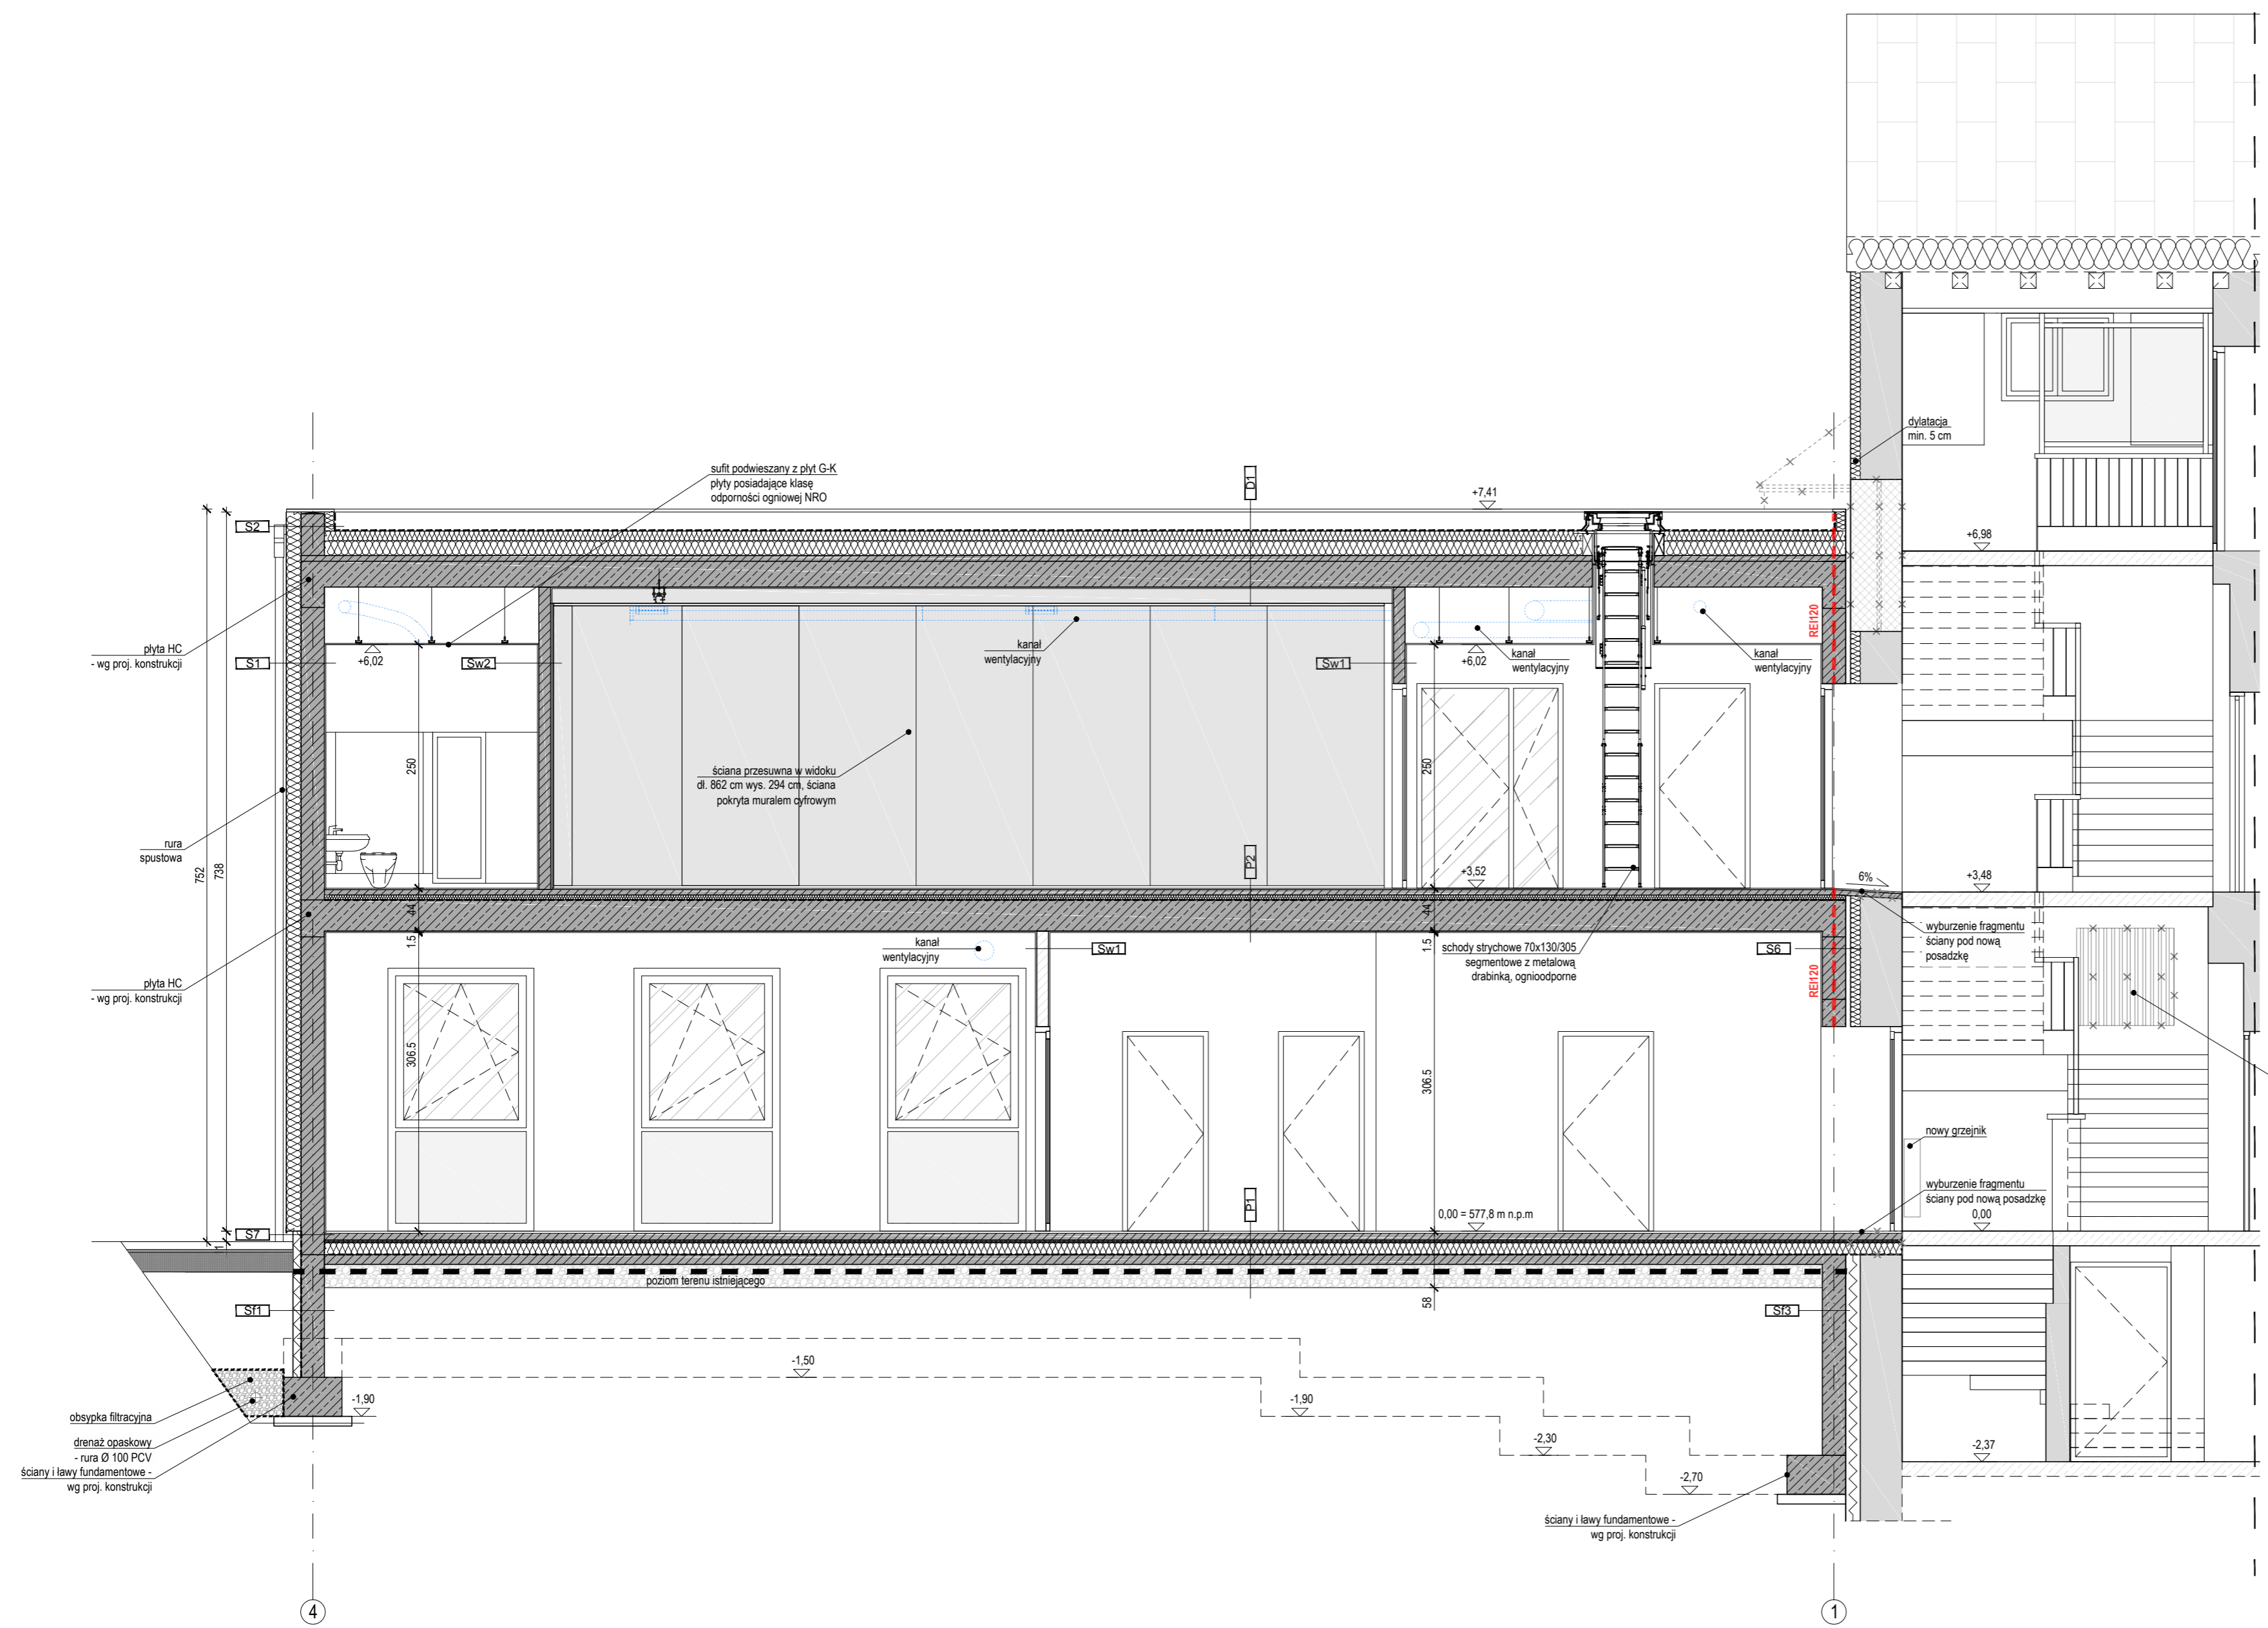 dylatacja
min. 5 cm
sufit podwieszany z płyt G-K
płyty posiadające klasę
odporności ogniowej NRO
D1
+7,41
S2
+6,98
płyta HC
- wg proj. konstrukcji
S1
+6,02
Sw2
kanał
wentylacyjny
Sw1
+6,02
kanał
wentylacyjny
kanał
wentylacyjny
REI120
250
250
ściana przesuwna w widoku
dł. 862 cm wys. 294 cm, ściana
pokryta muralem cyfrowym
rura
spustowa
752
738
P2
+3,52
6%
+3,48
44
44
1.5
1.5
płyta HC
- wg proj. konstrukcji
kanał
wentylacyjny
Sw1
schody strychowe 70x130/305
segmentowe z metalową
drabinką, ognioodporne
S6
REI120
wyburzenie fragmentu
ściany pod nową
posadzkę
306.5
306.5
nowy grzejnik
wyburzenie fragmentu
ściany pod nową posadzkę
0,00
P1
0,00 = 577,8 m n.p.m
S7
1
poziom terenu istniejącego
Sf1
58
Sf3
-1,50
-1,90
-1,90
-2,30
-2,37
-2,70
obsypka filtracyjna
drenaż opaskowy
- rura Ø 100 PCV
ściany i ławy fundamentowe -
wg proj. konstrukcji
ściany i ławy fundamentowe -
wg proj. konstrukcji
4
1